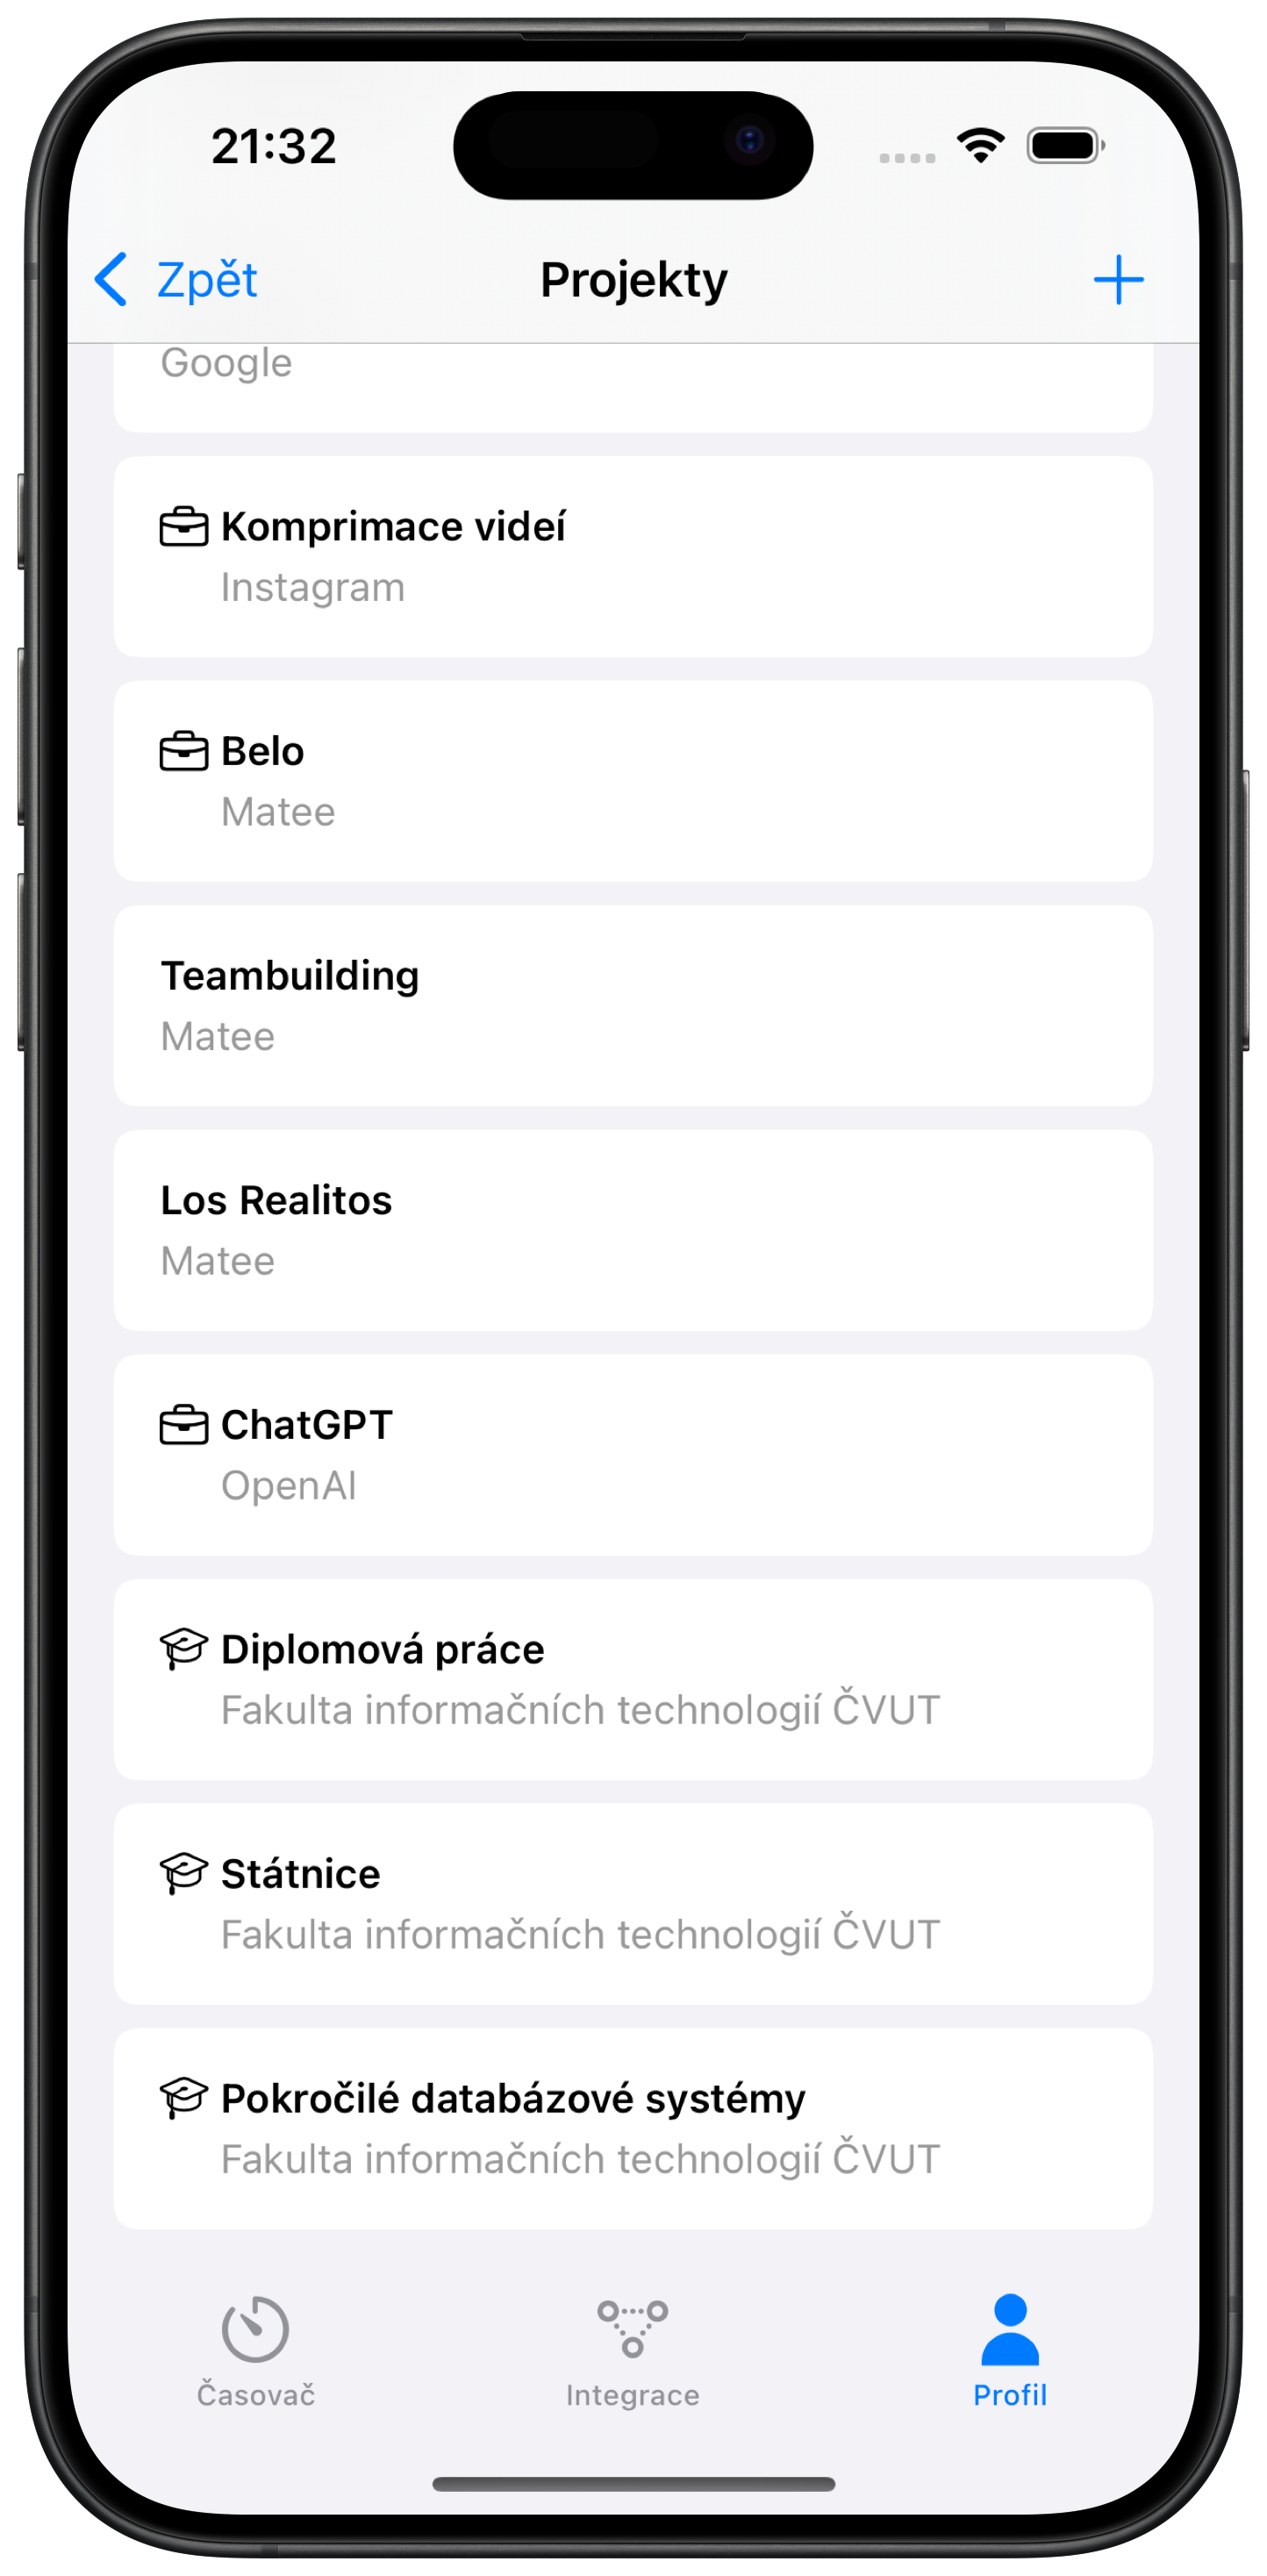 21:32
Zpět
Projekty
Google
Komprimace videí
Instagram
Belo
Matee
Teambuilding
Matee
Los Realitos
Matee
ChatGPT
OpenAI
Diplomová práce
Fakulta informačních technologií ČVUT
Státnice
Fakulta informačních technologií ČVUT
Pokročilé databázové systémy
Fakulta informačních technologií ČVUT
Časovač
Integrace
Profil